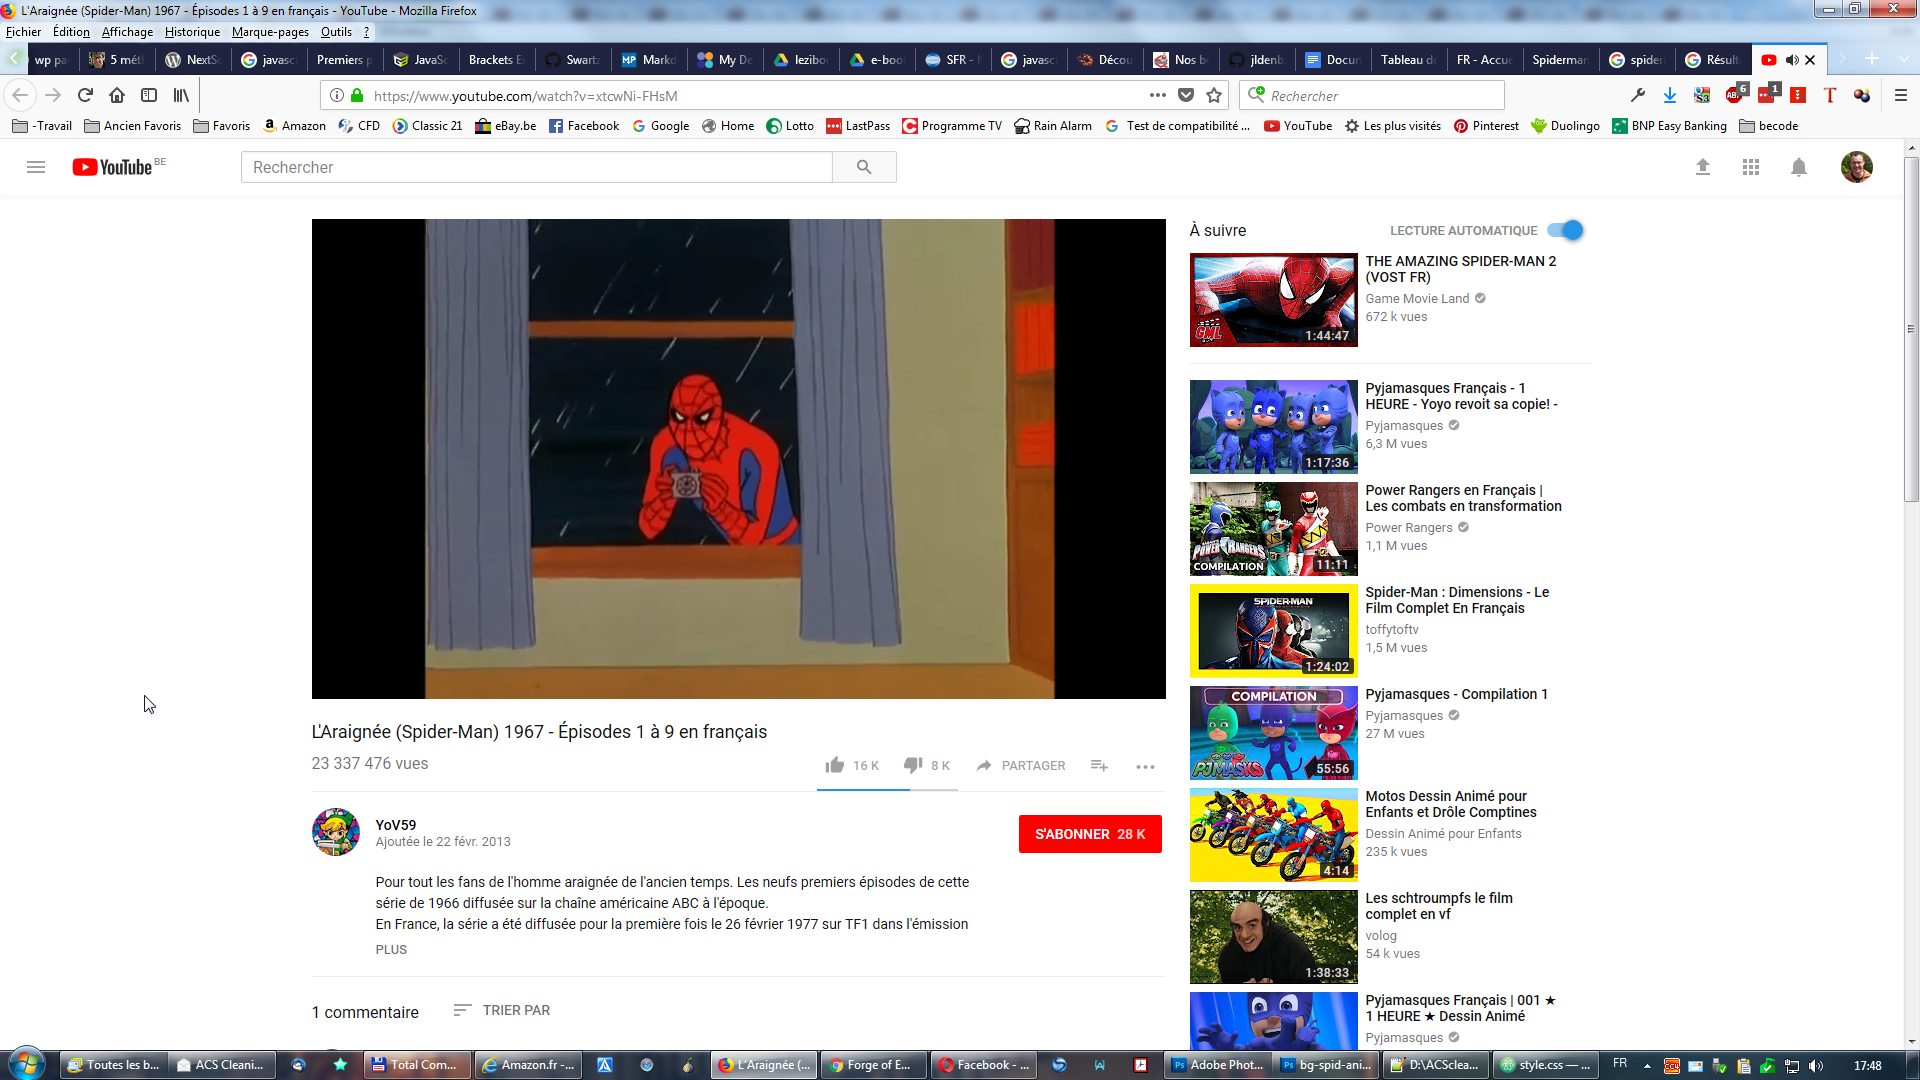 L'Araignée (Spider-Man) 1967 - Épisodes 1 à 9 en français - YouTube - Mozilla Firefox
Fichier Édition Affichage Historique Marque-pages Outils ?
wp pa 5 mét NextS javasc Premiers p JavaSc Brackets E Swartz Markd My De lezibo e-boo SFR - javasc Décou Nos b jldenb Docun Tableau de FR - Accue Spiderman spider Résult
https://www.youtube.com/watch?v=xtcwNi-FHsM
Rechercher
6 1
-Travail Ancien Favoris Favoris Amazon CFD Classic 21 eBay.be Facebook Google Home Lotto LastPass Programme TV Rain Alarm Test de compatibilité ... YouTube Les plus visités Pinterest Duolingo BNP Easy Banking becode
YouTube BE
Rechercher
L'Araignée (Spider-Man) 1967 - Épisodes 1 à 9 en français
23 337 476 vues
16 K 8 K PARTAGER
YoV59
Ajoutée le 22 févr. 2013
S'ABONNER 28 K
Pour tout les fans de l'homme araignée de l'ancien temps. Les neufs premiers épisodes de cette
série de 1966 diffusée sur la chaîne américaine ABC à l'époque.
En France, la série a été diffusée pour la première fois le 26 février 1977 sur TF1 dans l'émission
PLUS
1 commentaire TRIER PAR
À suivre
LECTURE AUTOMATIQUE
GML
1:44:47
THE AMAZING SPIDER-MAN 2
(VOST FR)
Game Movie Land
672 k vues
1:17:36
Pyjamasques Français - 1
HEURE - Yoyo revoit sa copie! -
Pyjamasques
6,3 M vues
POWER RANGERS
COMPILATION
11:11
Power Rangers en Français |
Les combats en transformation
Power Rangers
1,1 M vues
SPIDER-MAN
1:24:02
Spider-Man : Dimensions - Le
Film Complet En Français
toffytoftv
1,5 M vues
COMPILATION
PJMASKS
55:56
Pyjamasques - Compilation 1
Pyjamasques
27 M vues
4:14
Motos Dessin Animé pour
Enfants et Drôle Comptines
Dessin Animé pour Enfants
235 k vues
1:38:33
Les schtroumpfs le film
complet en vf
volog
54 k vues
Pyjamasques Français | 001 ★
1 HEURE ★ Dessin Animé
Pyjamasques
Toutes les b... ACS Cleani... Total Com... Amazon.fr -... L'Araignée (... Forge of E... Facebook - ... Adobe Phot... bg-spid-ani... D:\ACSclea... style.css — ... FR 17:48